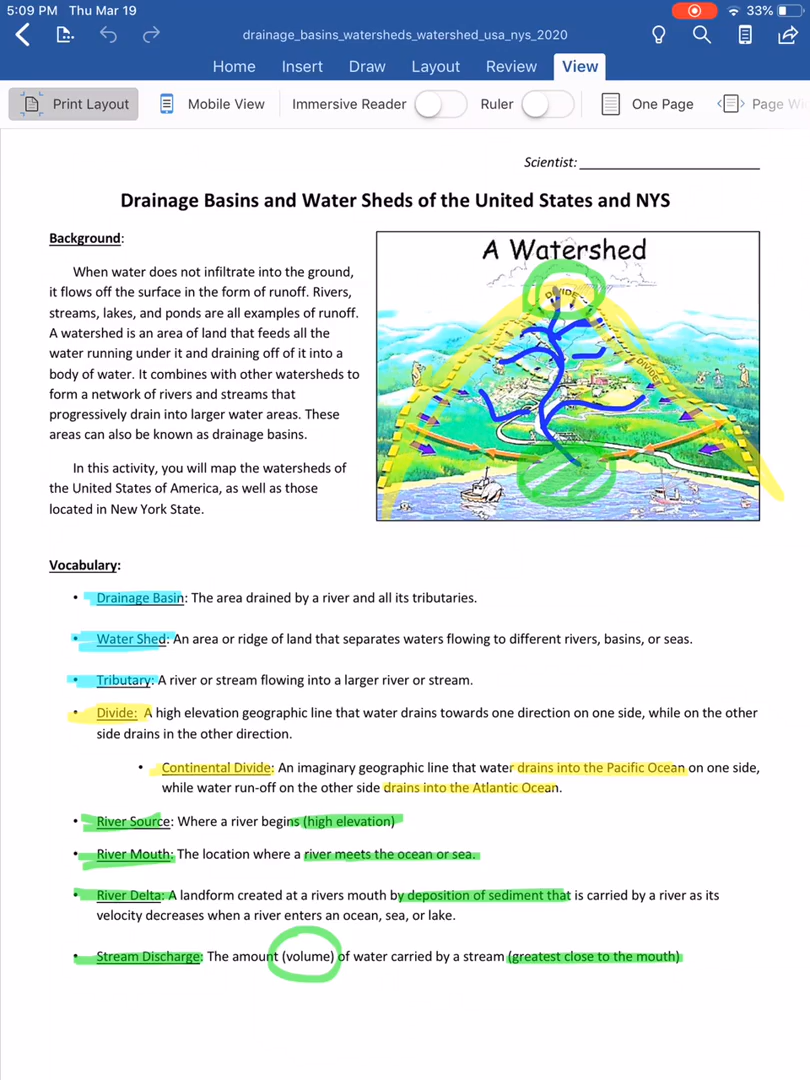 5:09 PM Thu Mar 19 33%
drainage_basins_watersheds_watershed_usa_nys_2020
Home Insert Draw Layout Review View
Print Layout Mobile View Immersive Reader Ruler One Page Page Wi
Scientist:
Drainage Basins and Water Sheds of the United States and NYS
Background:
When water does not infiltrate into the ground,
it flows off the surface in the form of runoff. Rivers,
streams, lakes, and ponds are all examples of runoff.
A watershed is an area of land that feeds all the
water running under it and draining off of it into a
body of water. It combines with other watersheds to
form a network of rivers and streams that
progressively drain into larger water areas. These
areas can also be known as drainage basins.
In this activity, you will map the watersheds of
the United States of America, as well as those
located in New York State.
A Watershed
DIVIDE
DIVIDE
Vocabulary:
• Drainage Basin: The area drained by a river and all its tributaries.
• Water Shed: An area or ridge of land that separates waters flowing to different rivers, basins, or seas.
• Tributary: A river or stream flowing into a larger river or stream.
• Divide: A high elevation geographic line that water drains towards one direction on one side, while on the other
side drains in the other direction.
• Continental Divide: An imaginary geographic line that water drains into the Pacific Ocean on one side,
while water run-off on the other side drains into the Atlantic Ocean.
• River Source: Where a river begins (high elevation)
• River Mouth: The location where a river meets the ocean or sea.
• River Delta: A landform created at a rivers mouth by deposition of sediment that is carried by a river as its
velocity decreases when a river enters an ocean, sea, or lake.
• Stream Discharge: The amount (volume) of water carried by a stream (greatest close to the mouth)